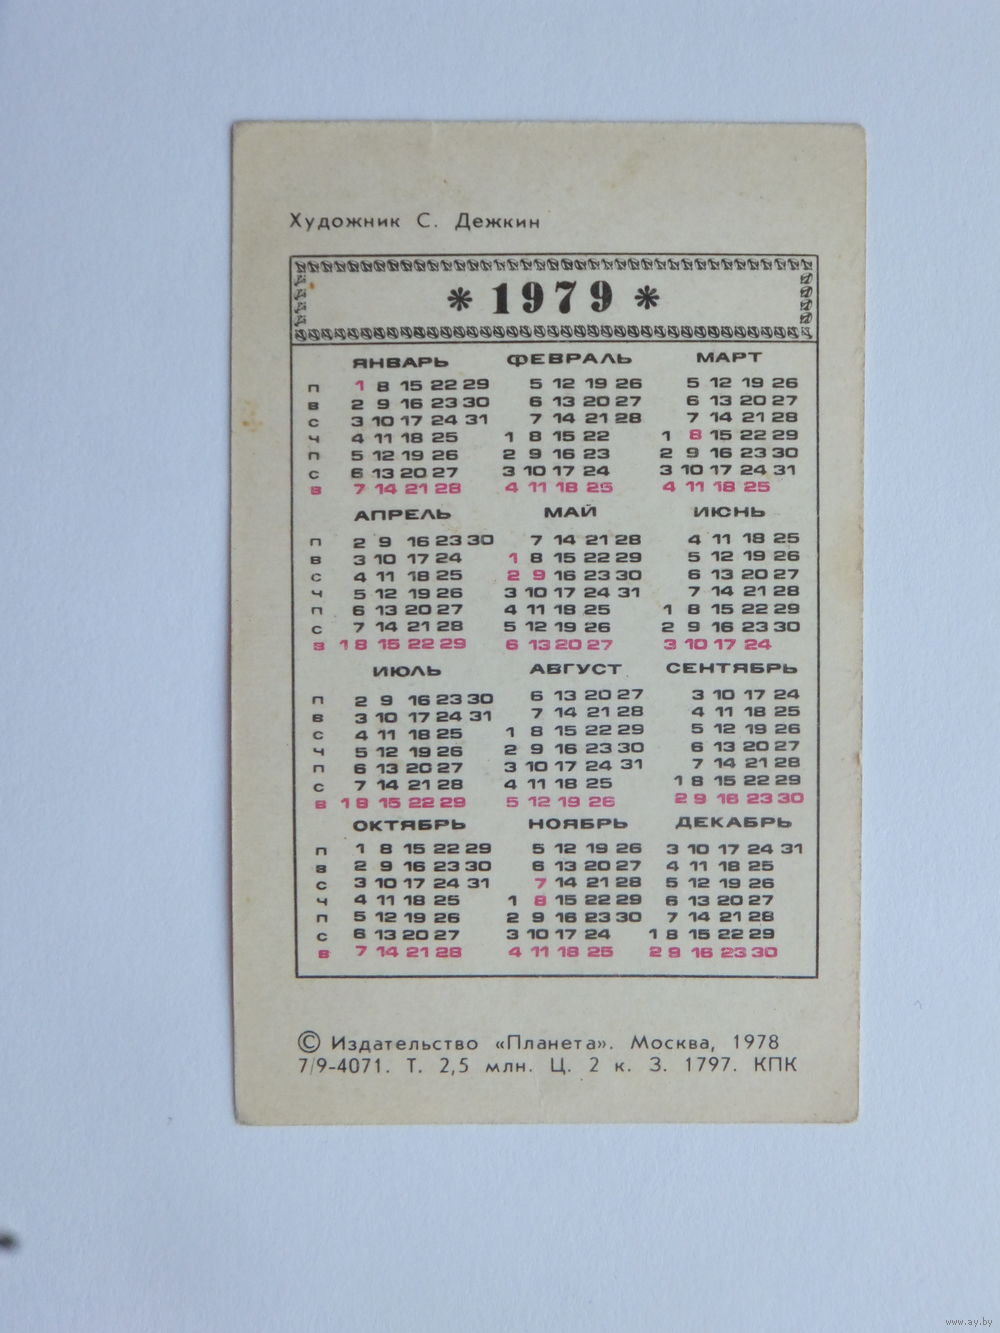 Художник С. Дежкин
* 1979 *
ЯНВАРЬ ФЕВРАЛЬ МАРТ
П 1 8 15 22 29 5 12 19 26 5 12 19 26
В 2 9 16 23 30 6 13 20 27 6 13 20 27
С 3 10 17 24 31 7 14 21 28 7 14 21 28
Ч 4 11 18 25 1 8 15 22 1 8 15 22 29
П 5 12 19 26 2 9 16 23 2 9 16 23 30
С 6 13 20 27 3 10 17 24 3 10 17 24 31
В 7 14 21 28 4 11 18 25 4 11 18 25
АПРЕЛЬ МАЙ ИЮНЬ
П 2 9 16 23 30 7 14 21 28 4 11 18 25
В 3 10 17 24 1 8 15 22 29 5 12 19 26
С 4 11 18 25 2 9 16 23 30 6 13 20 27
Ч 5 12 19 26 3 10 17 24 31 7 14 21 28
П 6 13 20 27 4 11 18 25 1 8 15 22 29
С 7 14 21 28 5 12 19 26 2 9 16 23 30
В 1 8 15 22 29 6 13 20 27 3 10 17 24
ИЮЛЬ АВГУСТ СЕНТЯБРЬ
П 2 9 16 23 30 6 13 20 27 3 10 17 24
В 3 10 17 24 31 7 14 21 28 4 11 18 25
С 4 11 18 25 1 8 15 22 29 5 12 19 26
Ч 5 12 19 26 2 9 16 23 30 6 13 20 27
П 6 13 20 27 3 10 17 24 31 7 14 21 28
С 7 14 21 28 4 11 18 25 1 8 15 22 29
В 1 8 15 22 29 5 12 19 26 2 9 16 23 30
ОКТЯБРЬ НОЯБРЬ ДЕКАБРЬ
П 1 8 15 22 29 5 12 19 26 3 10 17 24 31
В 2 9 16 23 30 6 13 20 27 4 11 18 25
С 3 10 17 24 31 7 14 21 28 5 12 19 26
Ч 4 11 18 25 1 8 15 22 29 6 13 20 27
П 5 12 19 26 2 9 16 23 30 7 14 21 28
С 6 13 20 27 3 10 17 24 1 8 15 22 29
В 7 14 21 28 4 11 18 25 2 9 16 23 30
© Издательство «Планета». Москва, 1978
7/9-4071. Т. 2,5 млн. Ц. 2 к. З. 1797. КПК
www.ay.by